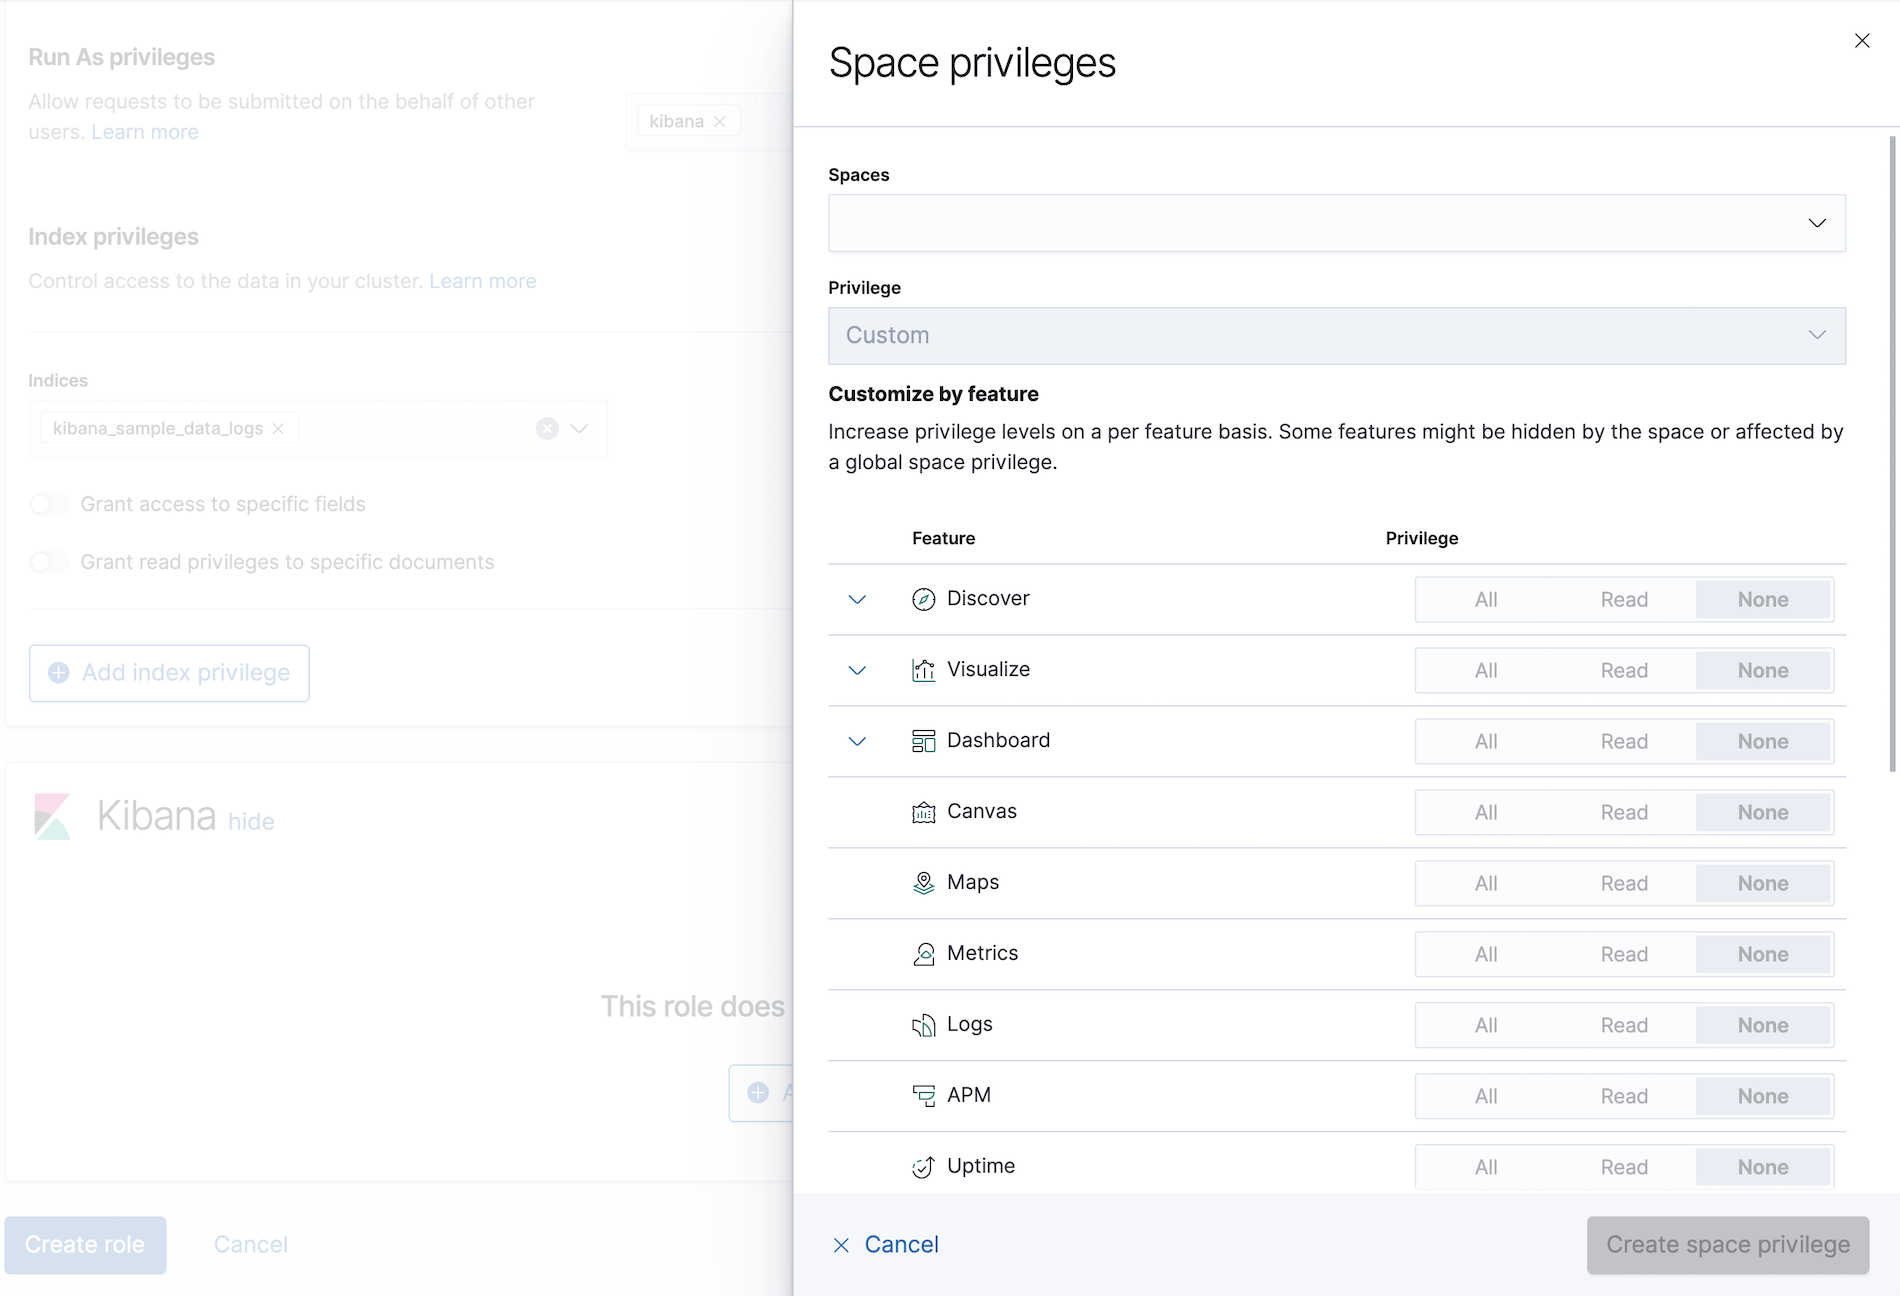 Run As privileges
Allow requests to be submitted on the behalf of other
users. Learn more
kibana
Index privileges
Control access to the data in your cluster. Learn more
Indices
kibana_sample_data_logs
Grant access to specific fields
Grant read privileges to specific documents
Add index privilege
Kibana hide
This role does
Create role
Cancel
Space privileges
Spaces
Privilege
Custom
Customize by feature
Increase privilege levels on a per feature basis. Some features might be hidden by the space or affected by
a global space privilege.
Feature Privilege
Discover All Read None
Visualize All Read None
Dashboard All Read None
Canvas All Read None
Maps All Read None
Metrics All Read None
Logs All Read None
APM All Read None
Uptime All Read None
Cancel
Create space privilege